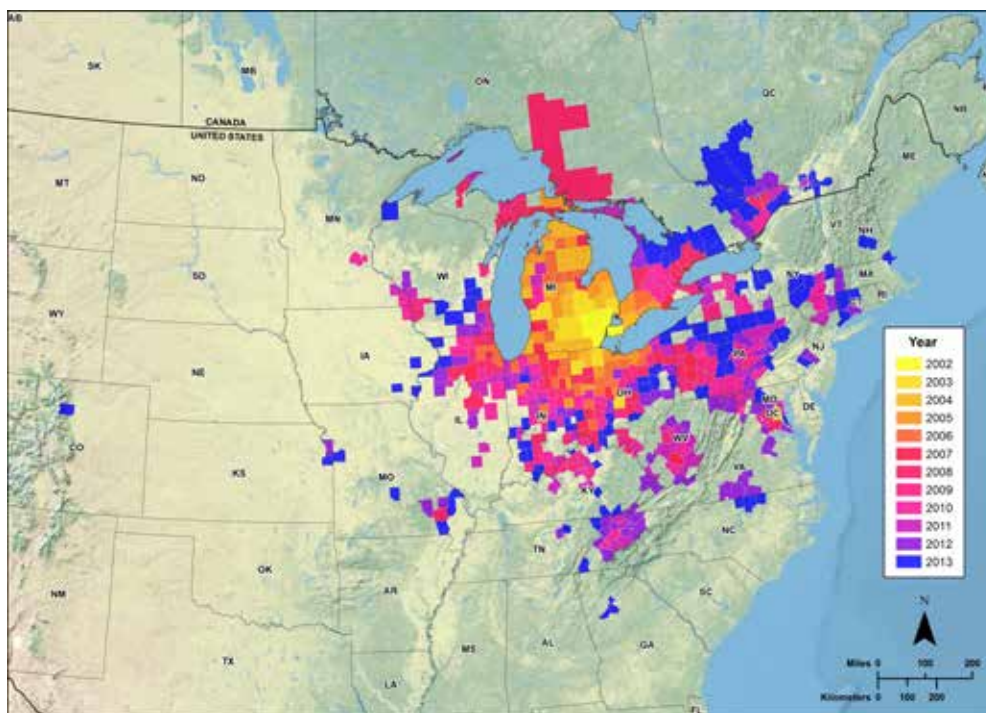 AB
SK
MB
ON
QC
NB
CANADA
UNITED STATES
ME
MT
ND
MN
VT
NH
SD
WI
MI
NY
MA
RI
WY
IA
PA
NJ
NE
OH
MD
DE
DC
IL
IN
WV
CO
VA
KS
MO
KY
NC
TN
OK
AR
SC
NM
MS
AL
GA
TX
LA
FL
Year
2002
2003
2004
2005
2006
2007
2008
2009
2010
2011
2012
2013
N
Miles 0 100 200
Kilometers 0 100 200